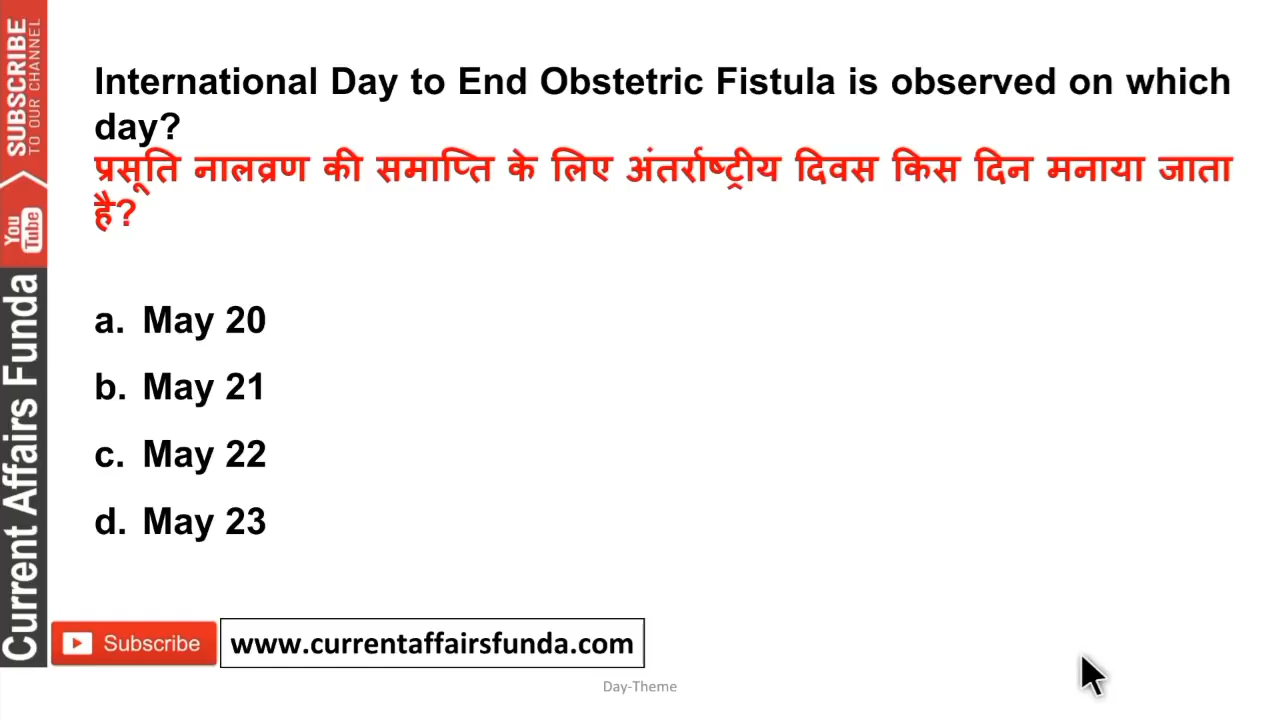 SUBSCRIBE
TO OUR CHANNEL
You
Tube
Current Affairs Funda
International Day to End Obstetric Fistula is observed on which
day?
प्रसूति नालव्रण की समाप्ति के लिए अंतर्राष्ट्रीय दिवस किस दिन मनाया जाता
है?
a. May 20
b. May 21
c. May 22
d. May 23
Subscribe
www.currentaffairsfunda.com
Day-Theme